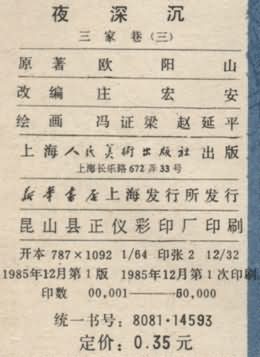 夜深沉
三家巷(三)
原著 欧阳山
改编 庄宏安
绘画 冯证梁 赵延平
上海人民美術出版社 出版
上海长乐路672弄33号
新华书店上海发行所发行
昆山县正仪彩印厂印刷
开本 787×1092 1/64 印张 2 12/32
1985年12月第1版 1985年12月第1次印刷
印数 00,001——50,000
统一书号: 8081·14593
定价: 0.35元